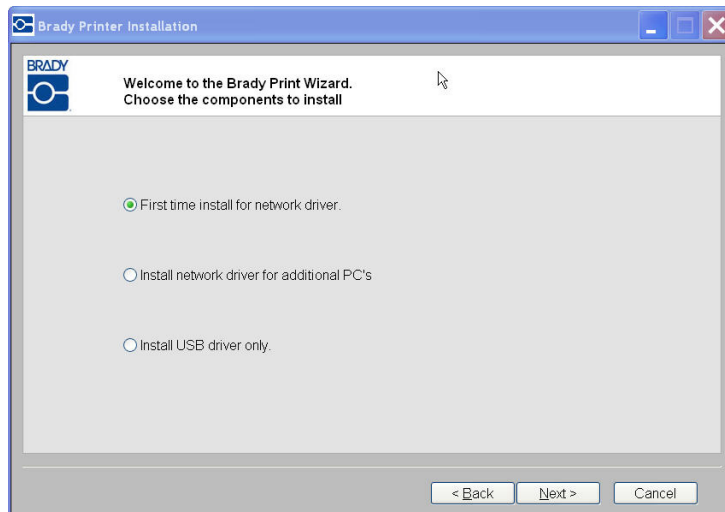 Brady Printer Installation
BRADY
Welcome to the Brady Print Wizard.
Choose the components to install
First time install for network driver.
Install network driver for additional PC's
Install USB driver only.
< Back
Next >
Cancel